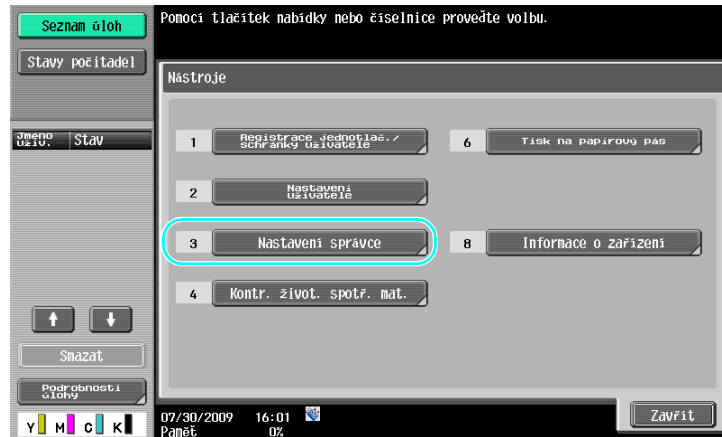 Seznam úloh
Pomocí tlačítek nabídky nebo číselnice proveďte volbu.
Stavy počitadel
Nástroje
Jméno uživ.
Stav
1 Registrace jednotlač./ schránky uživatele
6 Tisk na papírový pás
2 Nastavení uživatele
3 Nastavení správce
8 Informace o zařízení
4 Kontr. život. spotř. mat.
Smazat
Podrobnosti úlohy
Y M C K
07/30/2009 16:01
Paměť 0%
Zavřít